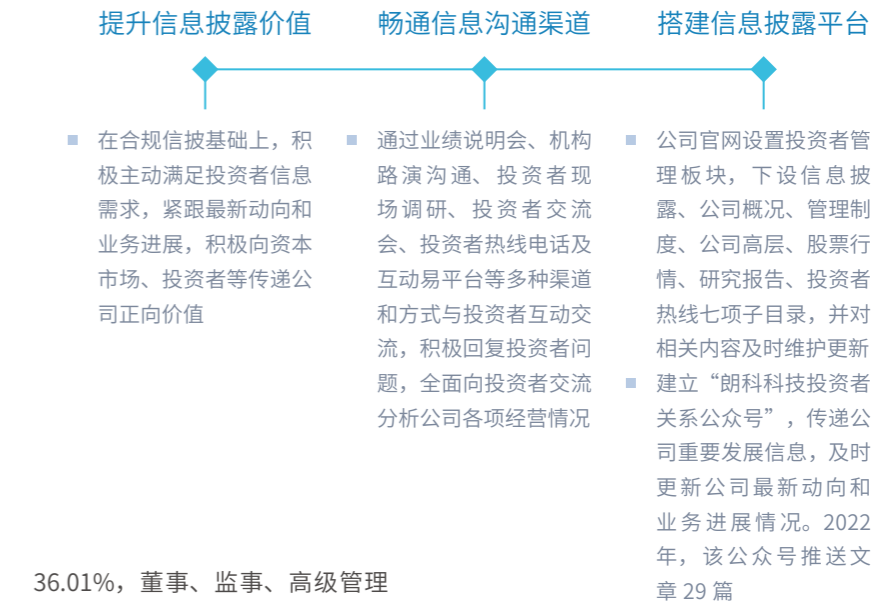 提升信息披露价值
在合规信披基础上，积
极主动满足投资者信息
需求，紧跟最新动向和
业务进展，积极向资本
市场、投资者等传递公
司正向价值
畅通信息沟通渠道
通过业绩说明会、机构
路演沟通、投资者现
场调研、投资者交流
会、投资者热线电话及
互动易平台等多种渠道
和方式与投资者互动交
流，积极回复投资者问
题，全面向投资者交流
分析公司各项经营情况
搭建信息披露平台
公司官网设置投资者管
理板块，下设信息披
露、公司概况、管理制
度、公司高层、股票行
情、研究报告、投资者
热线七项子目录，并对
相关内容及时维护更新
建立“朗科科技投资者
关系公众号”，传递公
司重要发展信息，及时
更新公司最新动向和
业务进展情况。2022
年，该公众号推送文
章 29 篇
36.01%，董事、监事、高级管理